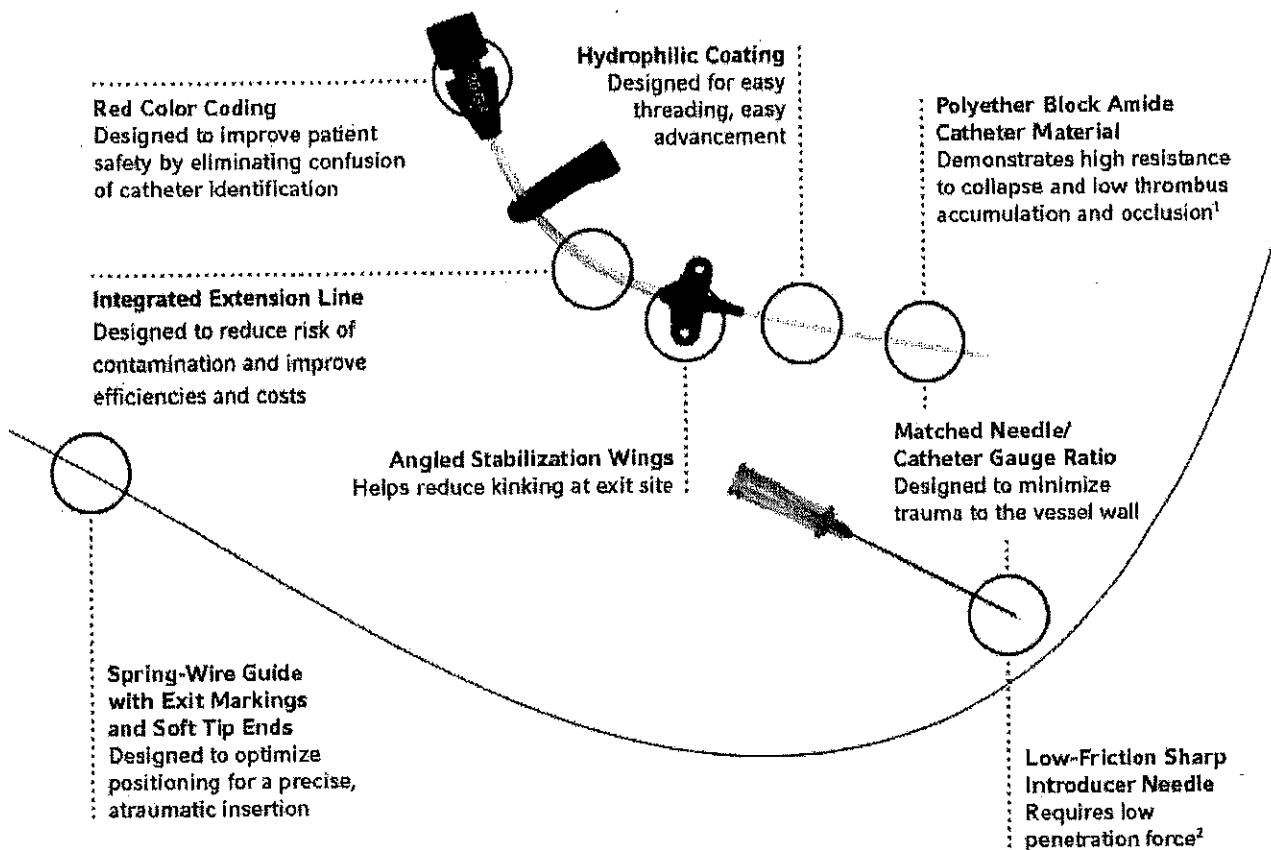 Red Color Coding
Designed to improve patient
safety by eliminating confusion
of catheter identification
Hydrophilic Coating
Designed for easy
threading, easy
advancement
Polyether Block Amide
Catheter Material
Demonstrates high resistance
to collapse and low thrombus
accumulation and occlusion¹
Integrated Extension Line
Designed to reduce risk of
contamination and improve
efficiencies and costs
Angled Stabilization Wings
Helps reduce kinking at exit site
Matched Needle/
Catheter Gauge Ratio
Designed to minimize
trauma to the vessel wall
Spring-Wire Guide
with Exit Markings
and Soft Tip Ends
Designed to optimize
positioning for a precise,
atraumatic insertion
Low-Friction Sharp
Introducer Needle
Requires low
penetration force²